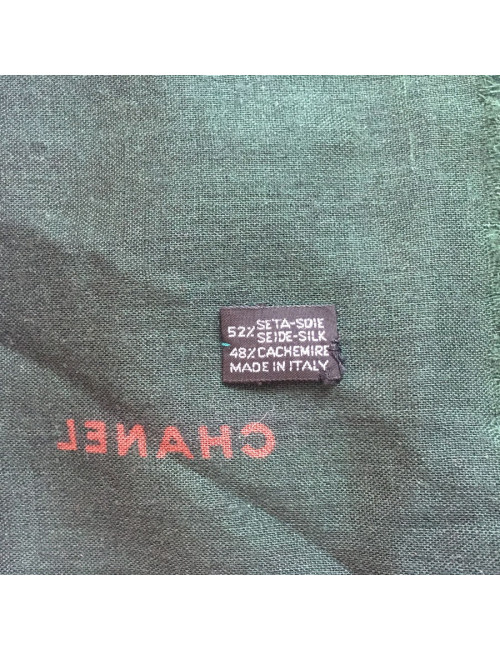 52% SETA-SOIE
SEIDE-SILK
48% CACHEMIRE
MADE IN ITALY
CHANEL